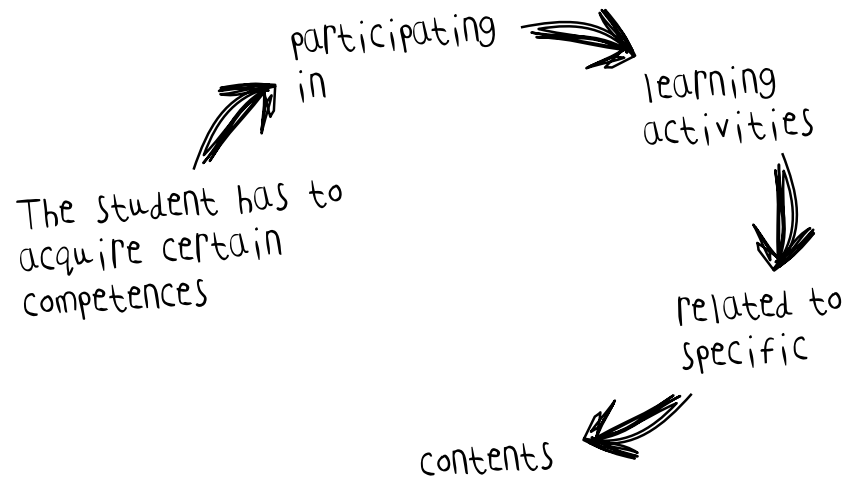 The student has to
acquire certain
competences
participating
in
learning
activities
related to
specific
contents